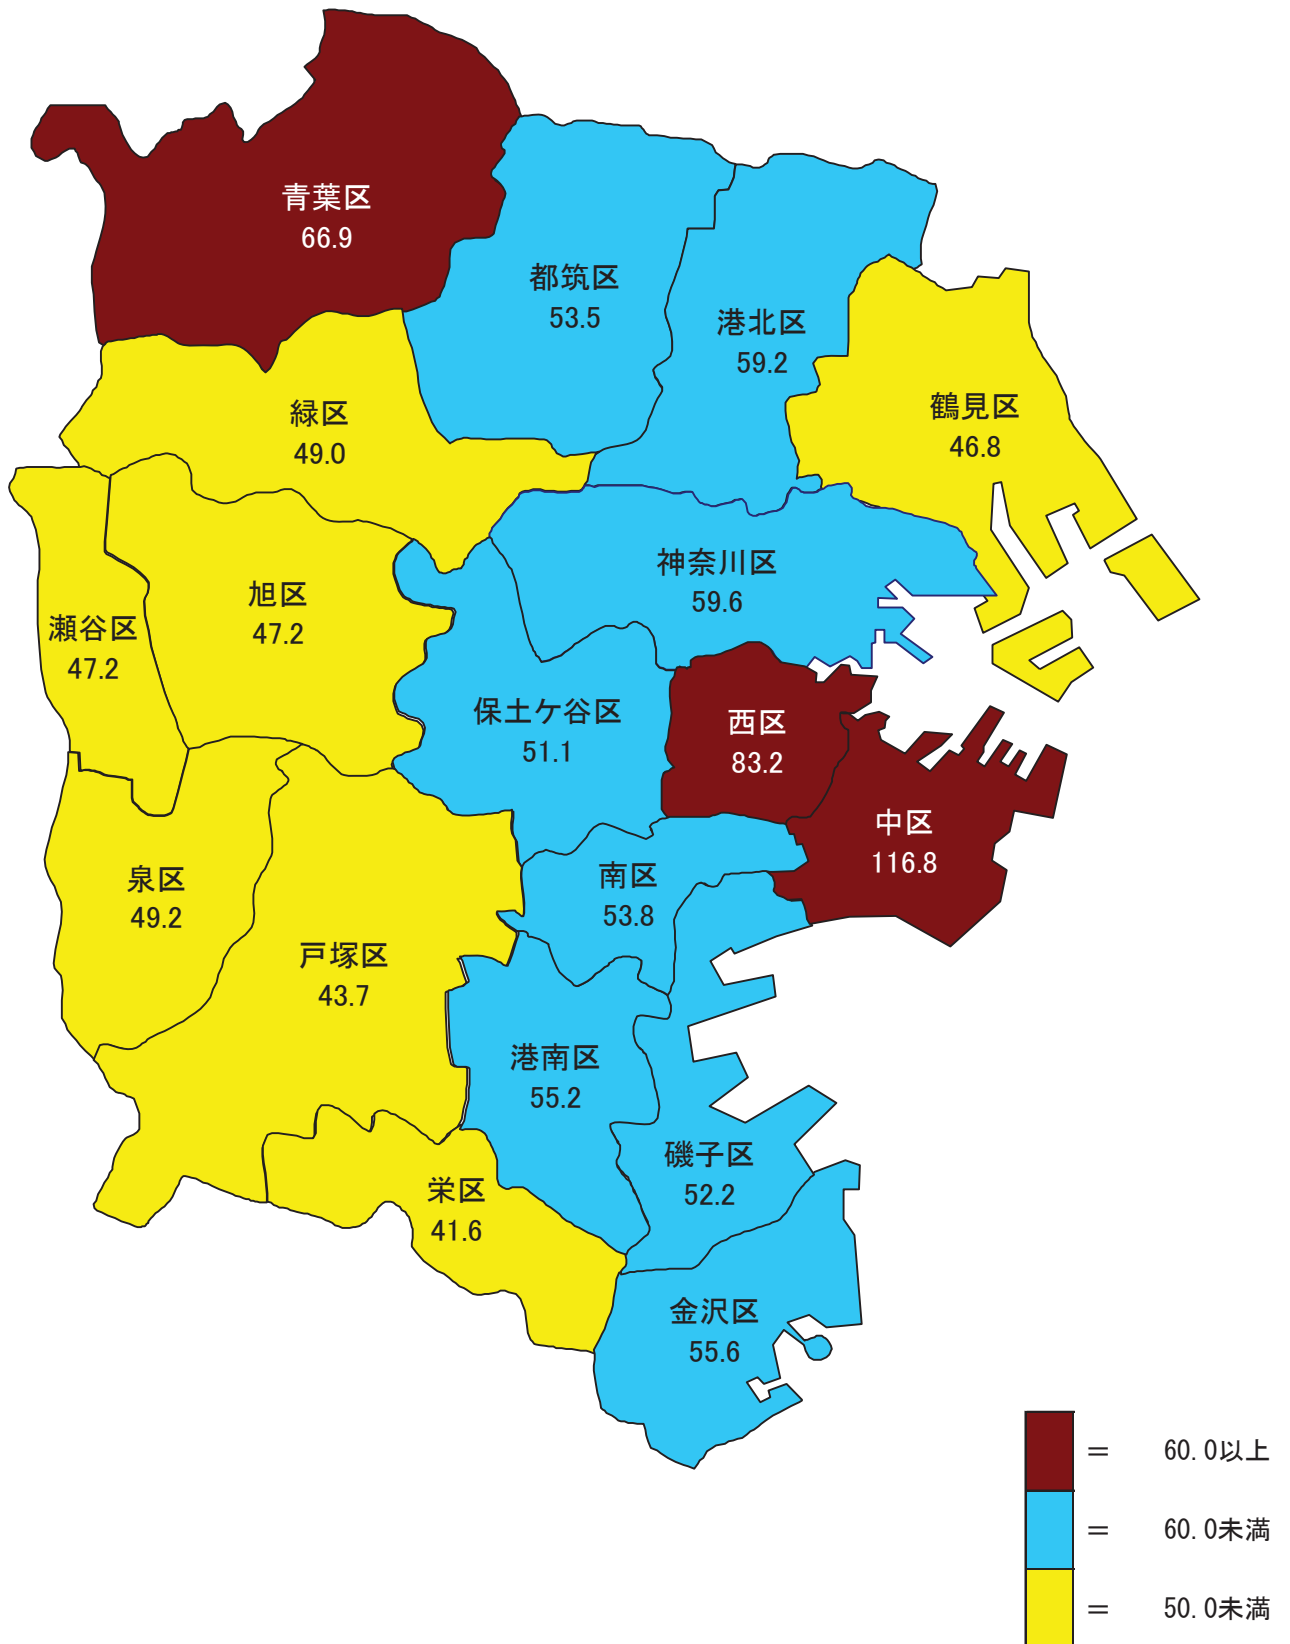 青葉区
66.9
都筑区
53.5
港北区
59.2
鶴見区
46.8
緑区
49.0
神奈川区
59.6
旭区
47.2
瀬谷区
47.2
保土ケ谷区
51.1
西区
83.2
中区
116.8
南区
53.8
泉区
49.2
戸塚区
43.7
港南区
55.2
磯子区
52.2
栄区
41.6
金沢区
55.6
= 60.0以上
= 60.0未満
= 50.0未満